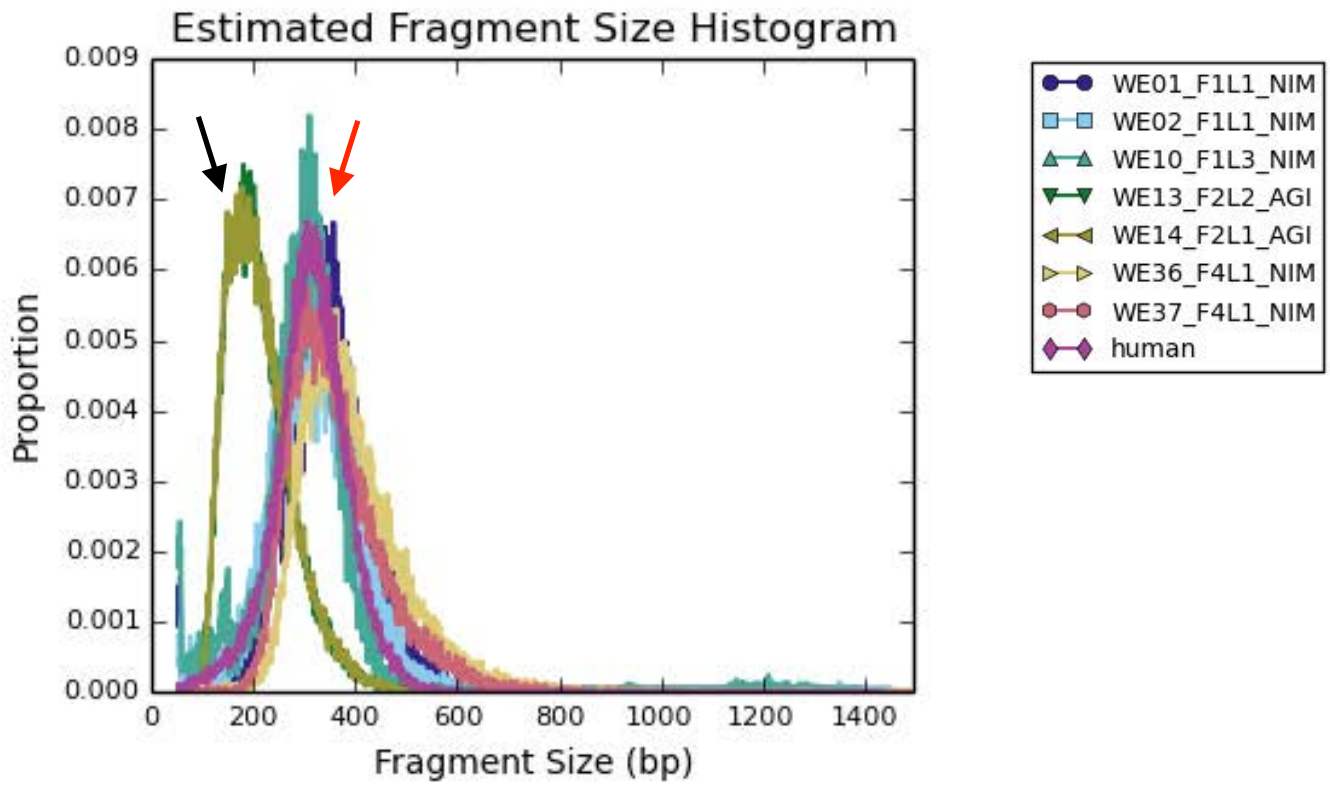 Estimated Fragment Size Histogram
0.009
0.008
0.007
0.006
0.005
0.004
0.003
0.002
0.001
0.000
Proportion
0 200 400 600 800 1000 1200 1400
Fragment Size (bp)
WE01_F1L1_NIM
WE02_F1L1_NIM
WE10_F1L3_NIM
WE13_F2L2_AGI
WE14_F2L1_AGI
WE36_F4L1_NIM
WE37_F4L1_NIM
human